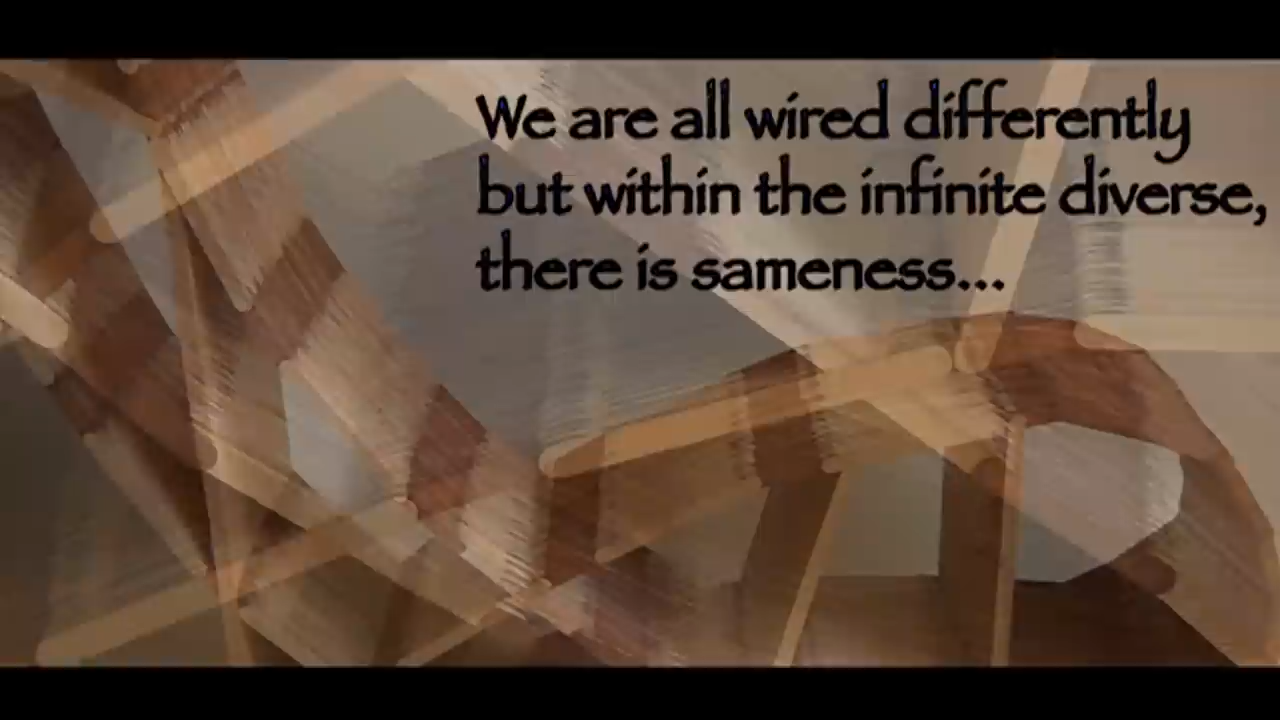 We are all wired differently
but within the infinite diverse,
there is sameness...